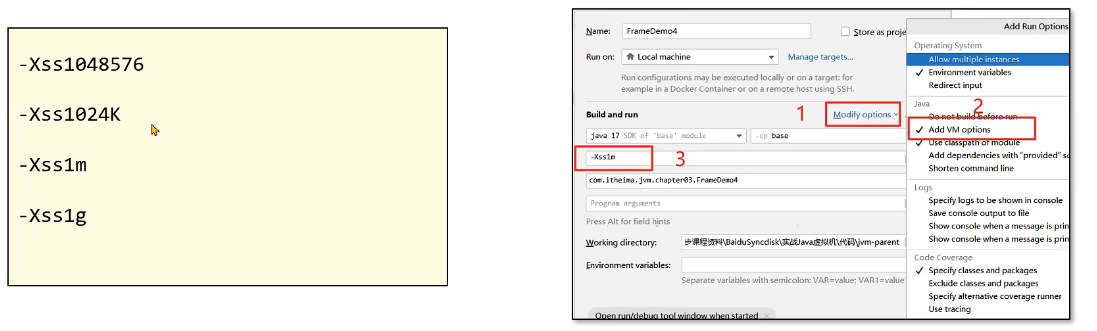 -Xss1048576
-Xss1024K
-Xss1m
-Xss1g
Name: FrameDemo4
Store as proje
Run on: Local machine
Manage targets...
Run configurations may be executed locally or on a target: for
example in a Docker Container or on a remote host using SSH.
Build and run
1
Modify options
java 17 SDK of 'base' module
-cp base
-Xss1m
3
com.itheima.jvm.chapter03.FrameDemo4
Program arguments
Press Alt for field hints
Working directory: 步课程资料\BaiduSyncdisk\实战Java虚拟机\代码\jvm-parent
Environment variables:
Separate variables with semicolon: VAR=value; VAR1=value
Open run/debug tool window when started
Add Run Options
Operating System
Allow multiple instances
Environment variables
Redirect input
Java
2
Do not build before run
Add VM options
Use classpath of module
Add dependencies with "provided" sc
Shorten command line
Logs
Specify logs to be shown in console
Save console output to file
Show console when a message is prin
Show console when a message is prin
Code Coverage
Specify classes and packages
Exclude classes and packages
Specify alternative coverage runner
Use tracing